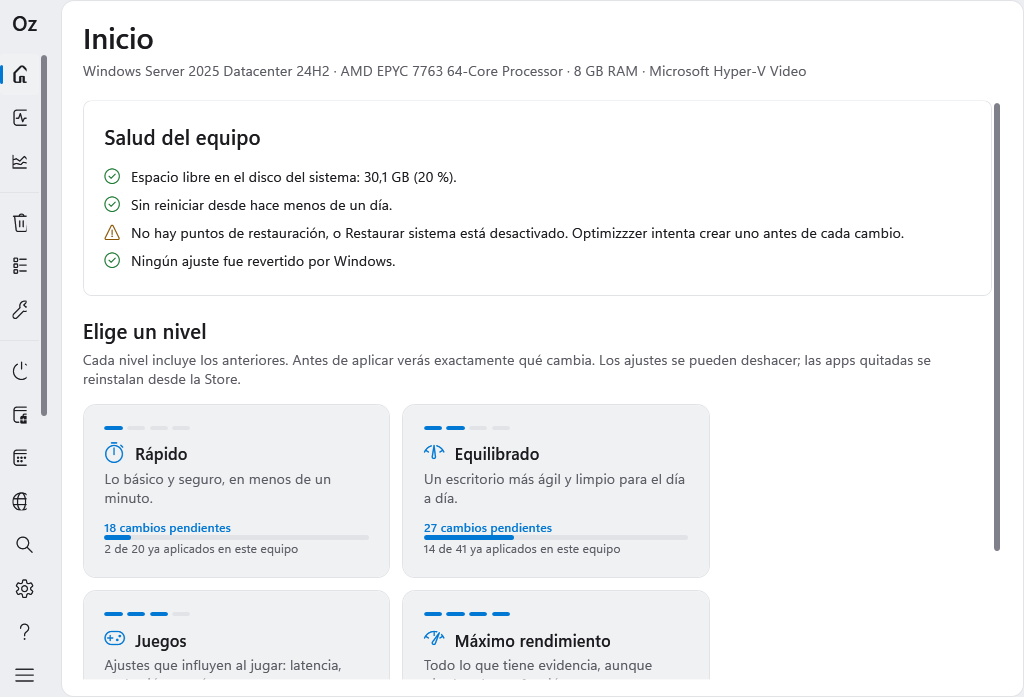 Oz
Inicio
Windows Server 2025 Datacenter 24H2 · AMD EPYC 7763 64-Core Processor · 8 GB RAM · Microsoft Hyper-V Video
Salud del equipo
Espacio libre en el disco del sistema: 30,1 GB (20 %).
Sin reiniciar desde hace menos de un día.
No hay puntos de restauración, o Restaurar sistema está desactivado. Optimizzzer intenta crear uno antes de cada cambio.
Ningún ajuste fue revertido por Windows.
Elige un nivel
Cada nivel incluye los anteriores. Antes de aplicar verás exactamente qué cambia. Los ajustes se pueden deshacer; las apps quitadas se
reinstalan desde la Store.
Rápido
Lo básico y seguro, en menos de un
minuto.
18 cambios pendientes
2 de 20 ya aplicados en este equipo
Equilibrado
Un escritorio más ágil y limpio para el día
a día.
27 cambios pendientes
14 de 41 ya aplicados en este equipo
Juegos
Ajustes que influyen al jugar: latencia,
Máximo rendimiento
Todo lo que tiene evidencia, aunque